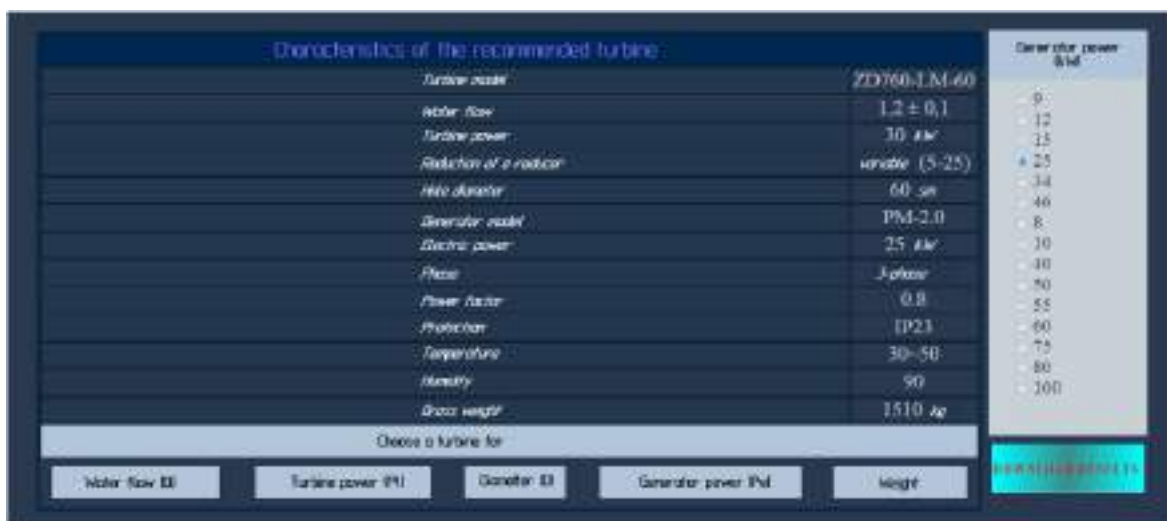 Characteristics of the recommended turbine
Turbine model ZD760-LM-60
Water flow 1.2 ± 0,1
Turbine power 30 kW
Reduction of a reducer variable (5-25)
diameter 60 sm
Generator model PM-2.0
Electric power 25 kW
Phase 3-phase
Power factor 0.8
Protection IP23
Temperature 30~50
Humidity 90
Gross weight 1510 kg
Choose a turbine for
Water flow Turbine power Diameter Generator power Weight
Generator power
(kW)
9
12
15
25
34
46
8
10
40
50
55
60
75
80
100